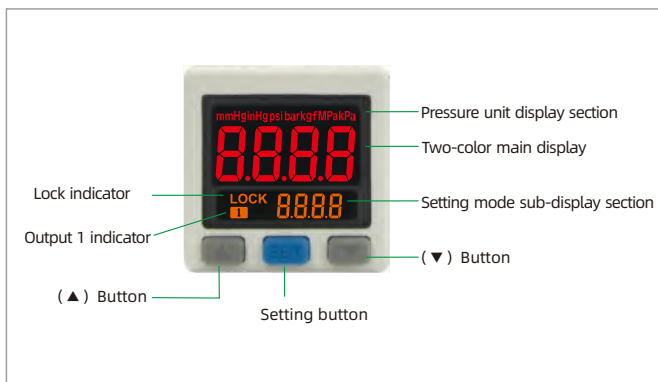 mmHginHgpsibarkgfMPakPa
Pressure unit display section
8.8.8.8
Two-color main display
Lock indicator
LOCK
8.8.8.8
Setting mode sub-display section
1
Output 1 indicator
SET
(▼) Button
(▲) Button
Setting button